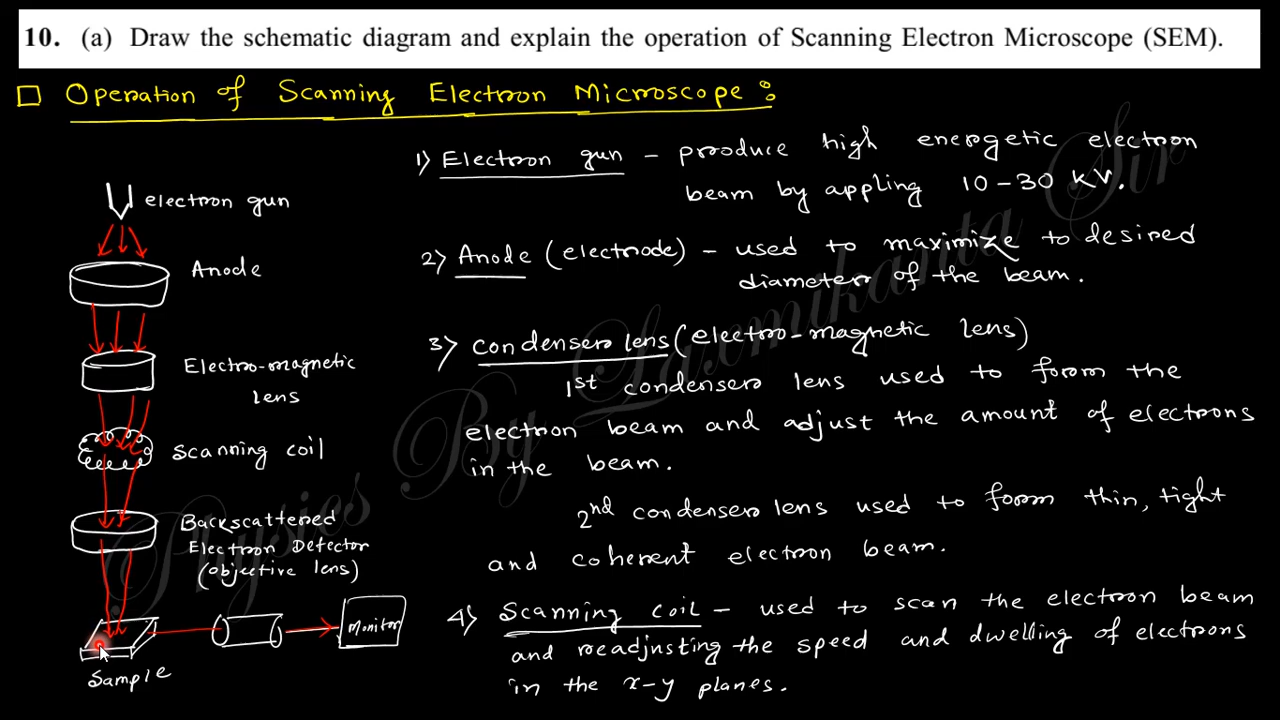 10. (a) Draw the schematic diagram and explain the operation of Scanning Electron Microscope (SEM).
□ Operation of Scanning Electron Microscope :
electron gun
Anode
Electro-magnetic
lens
Scanning coil
Backscattered
Electron Detector
(objective lens)
Monitor
Sample
1) Electron gun – produce high energetic electron
beam by appling 10-30 KV.
2) Anode (electrode) – used to maximize to desired
diameter of the beam.
3) Condenser lens (electro-magnetic lens)
1st condenser lens used to form the
electron beam and adjust the amount of electrons
in the beam.
2nd condenser lens used to form thin, tight
and coherent electron beam.
4) Scanning coil – used to scan the electron beam
and readjusting the speed and dwelling of electrons
in the x-y planes.
Physics By Laxmikanta Sir